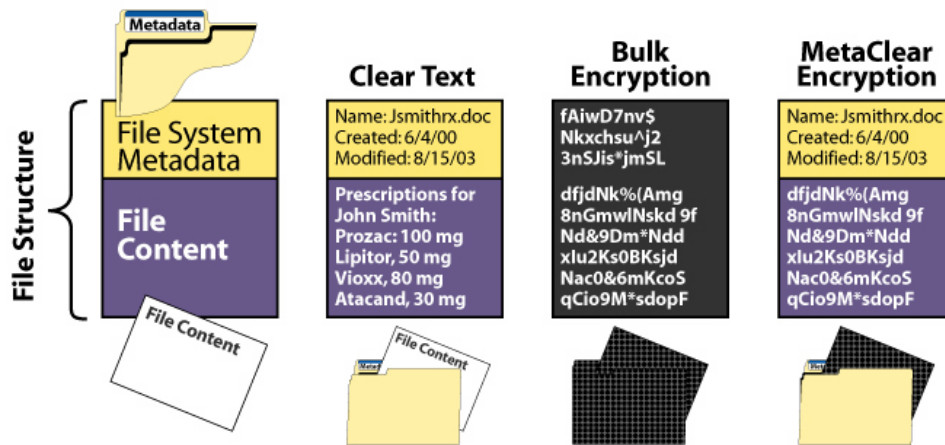 Metadata
Clear Text
Bulk
Encryption
MetaClear
Encryption
File Structure
File System
Metadata
File
Content
File Content
Name: Jsmithrx.doc
Created: 6/4/00
Modified: 8/15/03
Prescriptions for
John Smith:
Prozac: 100 mg
Lipitor, 50 mg
Vioxx, 80 mg
Atacand, 30 mg
File Content
Metad
fAiwD7nv$
Nkxchsu^j2
3nSJis*jmSL
dfjdNk%(Amg
8nGmwlNskd 9f
Nd&9Dm*Ndd
xIu2Ks0BKsjd
Nac0&6mKcoS
qCio9M*sdopF
Name: Jsmithrx.doc
Created: 6/4/00
Modified: 8/15/03
dfjdNk%(Amg
8nGmwlNskd 9f
Nd&9Dm*Ndd
xIu2Ks0BKsjd
Nac0&6mKcoS
qCio9M*sdopF